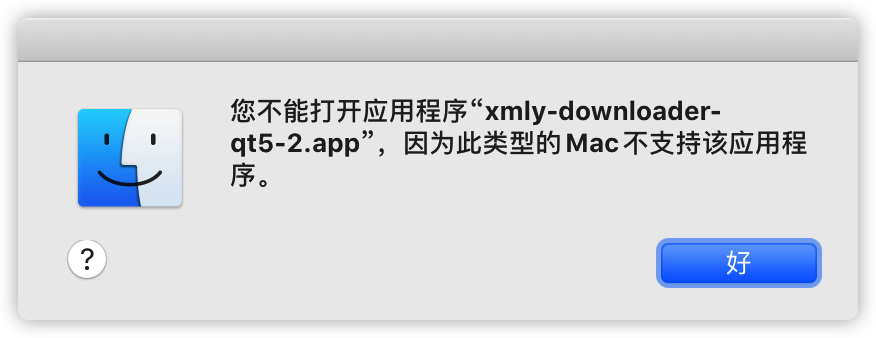 您不能打开应用程序“xmly-downloader-
qt5-2.app”，因为此类型的Mac不支持该应用程
序。
?
好